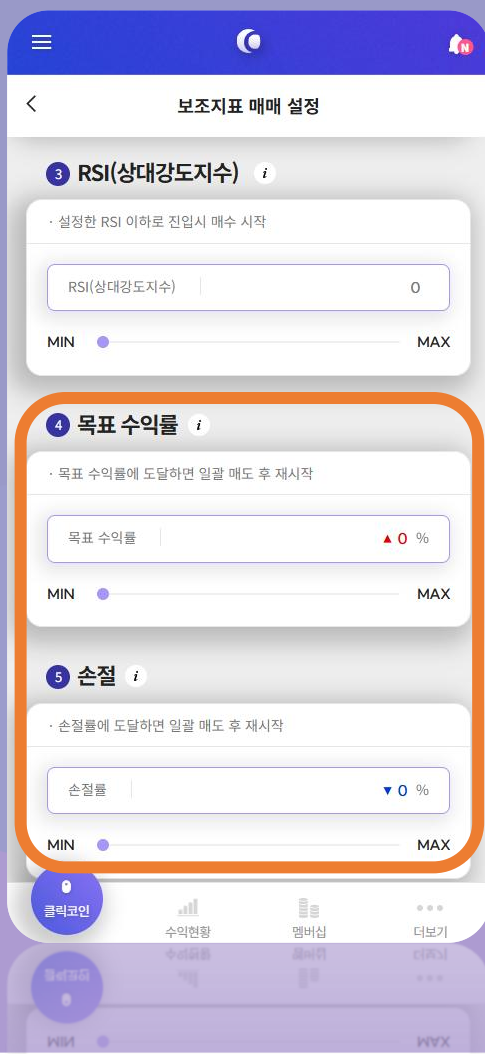 N
보조지표 매매 설정
3 RSI(상대강도지수) i
· 설정한 RSI 이하로 진입시 매수 시작
RSI(상대강도지수) 0
MIN MAX
4 목표 수익률 i
· 목표 수익률에 도달하면 일괄 매도 후 재시작
목표 수익률 ▲ 0 %
MIN MAX
5 손절 i
· 손절률에 도달하면 일괄 매도 후 재시작
손절률 ▼ 0 %
MIN MAX
클릭코인
수익현황 멤버십 더보기